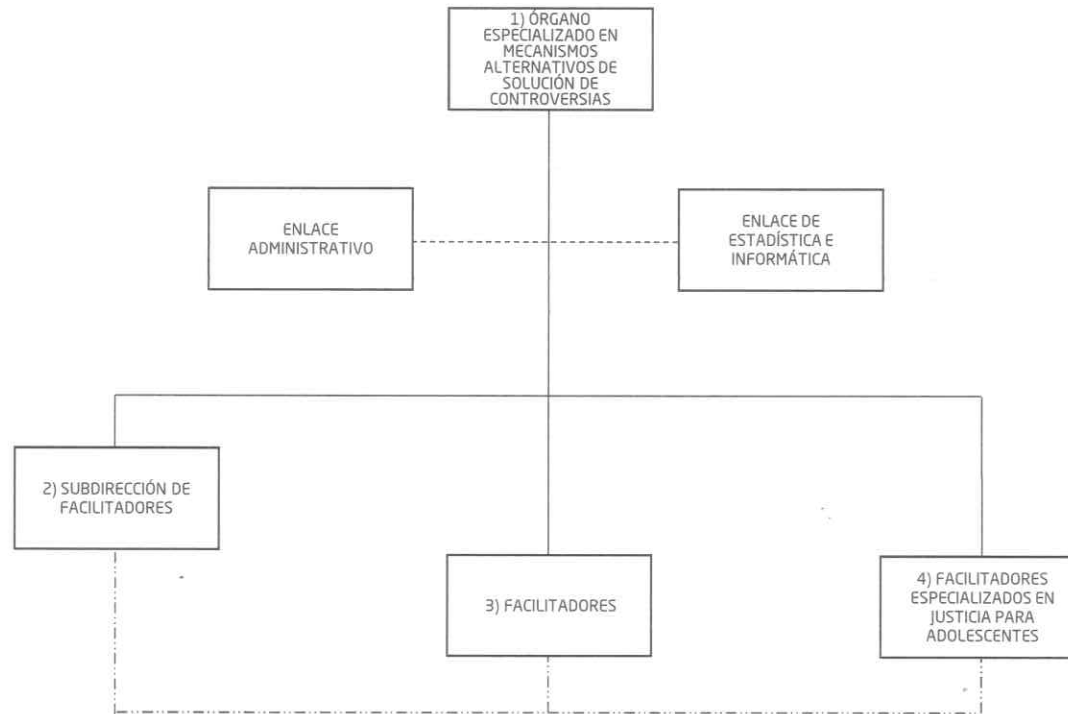 1) ÓRGANO
ESPECIALIZADO EN
MECANISMOS
ALTERNATIVOS DE
SOLUCIÓN DE
CONTROVERSIAS
ENLACE
ADMINISTRATIVO
ENLACE DE
ESTADÍSTICA E
INFORMÁTICA
2) SUBDIRECCIÓN DE
FACILITADORES
3) FACILITADORES
4) FACILITADORES
ESPECIALIZADOS EN
JUSTICIA PARA
ADOLESCENTES